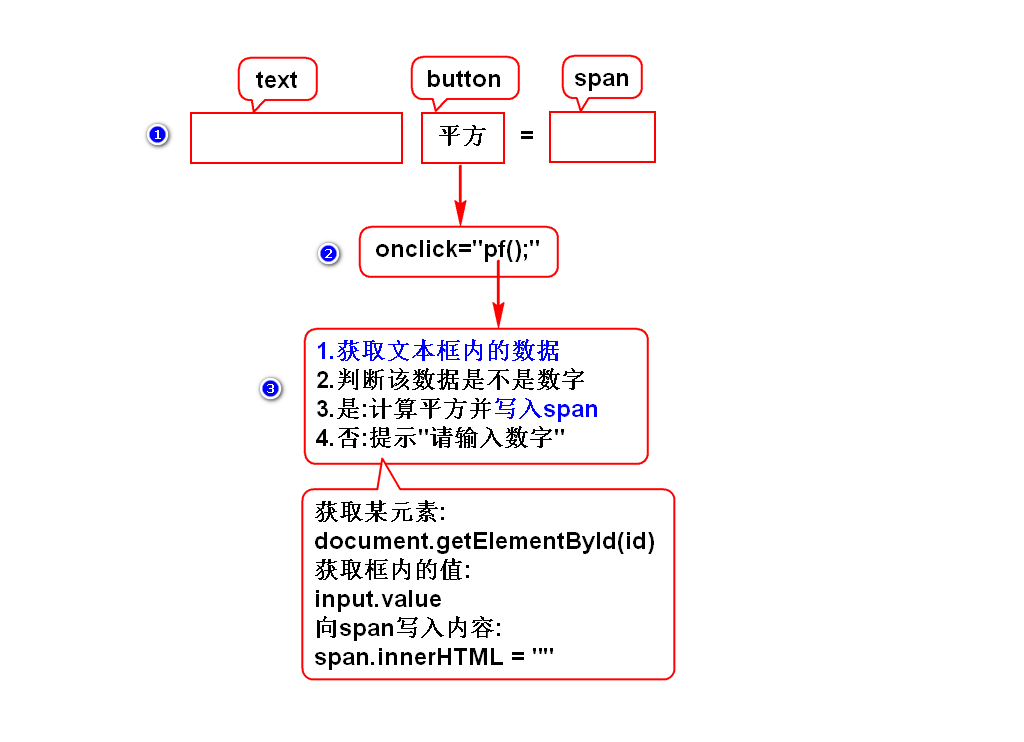 text
button
span
1
平方
=
2
onclick="pf();"
3
1.获取文本框内的数据
2.判断该数据是不是数字
3.是:计算平方并写入span
4.否:提示"请输入数字"
获取某元素:
document.getElementById(id)
获取框内的值:
input.value
向span写入内容:
span.innerHTML = ""